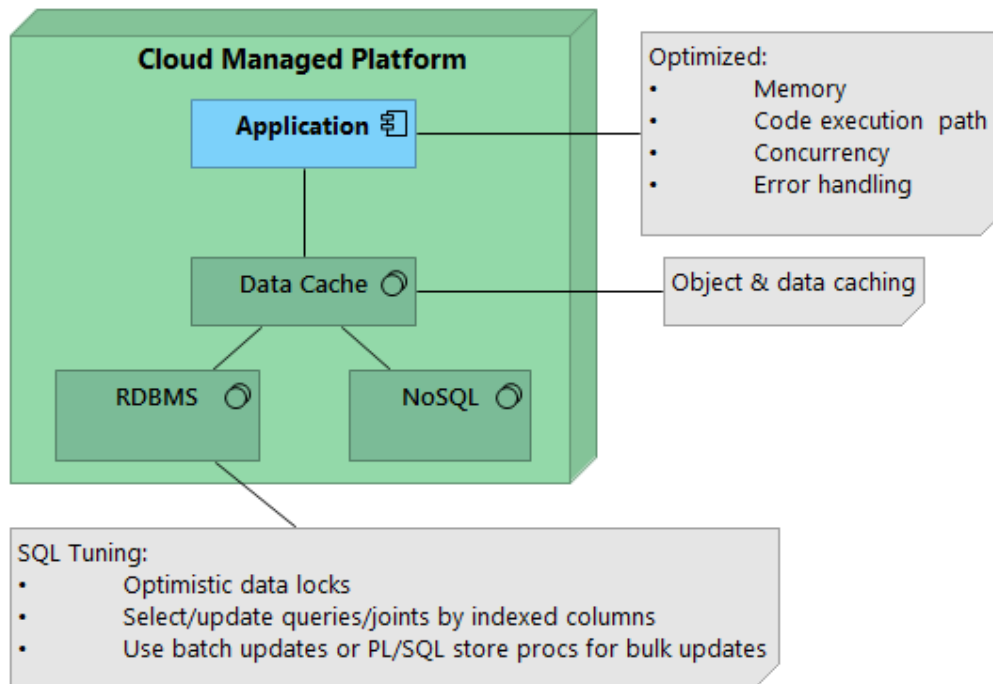 Cloud Managed Platform
Application
Optimized:
• Memory
• Code execution path
• Concurrency
• Error handling
Data Cache
Object & data caching
RDBMS
NoSQL
SQL Tuning:
• Optimistic data locks
• Select/update queries/joints by indexed columns
• Use batch updates or PL/SQL store procs for bulk updates